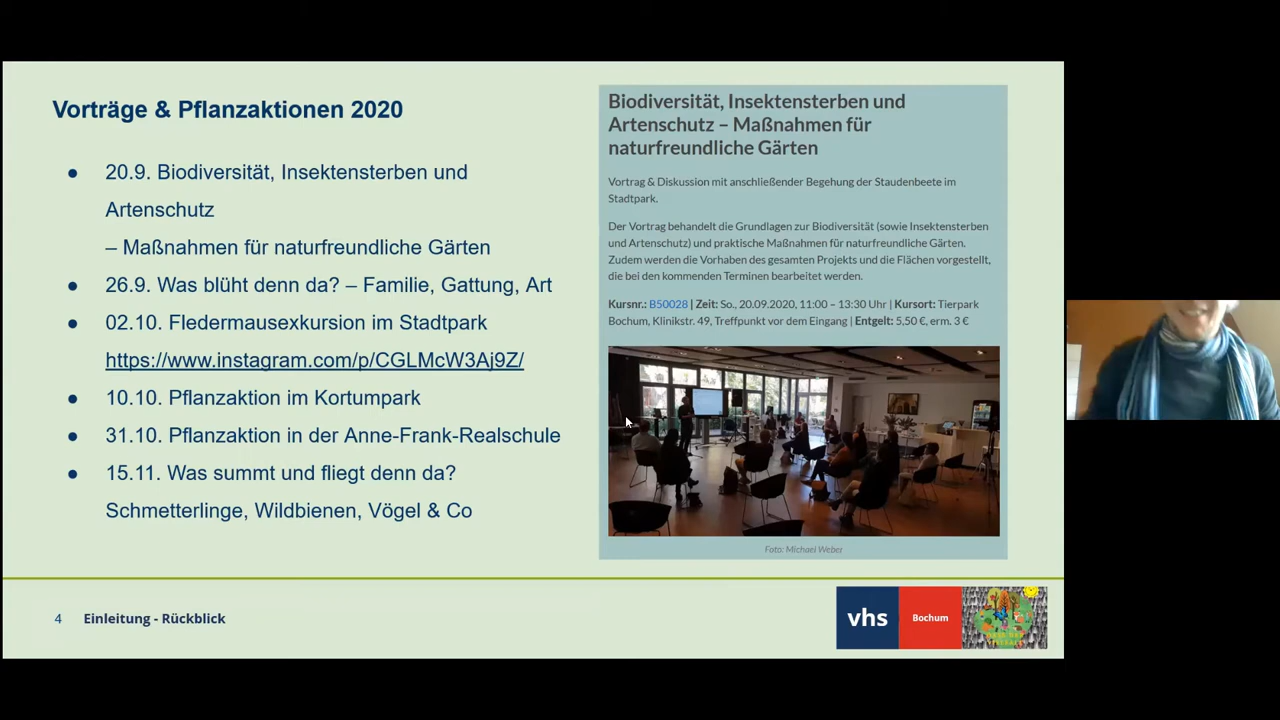 Vorträge & Pflanzaktionen 2020
● 20.9. Biodiversität, Insektensterben und
Artenschutz
– Maßnahmen für naturfreundliche Gärten
● 26.9. Was blüht denn da? – Familie, Gattung, Art
● 02.10. Fledermausexkursion im Stadtpark
https://www.instagram.com/p/CGLMcW3Aj9Z/
● 10.10. Pflanzaktion im Kortumpark
● 31.10. Pflanzaktion in der Anne-Frank-Realschule
● 15.11. Was summt und fliegt denn da?
Schmetterlinge, Wildbienen, Vögel & Co
Biodiversität, Insektensterben und
Artenschutz – Maßnahmen für
naturfreundliche Gärten
Vortrag & Diskussion mit anschließender Begehung der Staudenbeete im
Stadtpark.
Der Vortrag behandelt die Grundlagen zur Biodiversität (sowie Insektensterben
und Artenschutz) und praktische Maßnahmen für naturfreundliche Gärten.
Zudem werden die Vorhaben des gesamten Projekts und die Flächen vorgestellt,
die bei den kommenden Terminen bearbeitet werden.
Kursnr.: B50028 | Zeit: So., 20.09.2020, 11:00 – 13:30 Uhr | Kursort: Tierpark
Bochum, Klinikstr. 49, Treffpunkt vor dem Eingang | Entgelt: 5,50 €, erm. 3 €
Foto: Michael Weber
4 Einleitung - Rückblick
vhs Bochum